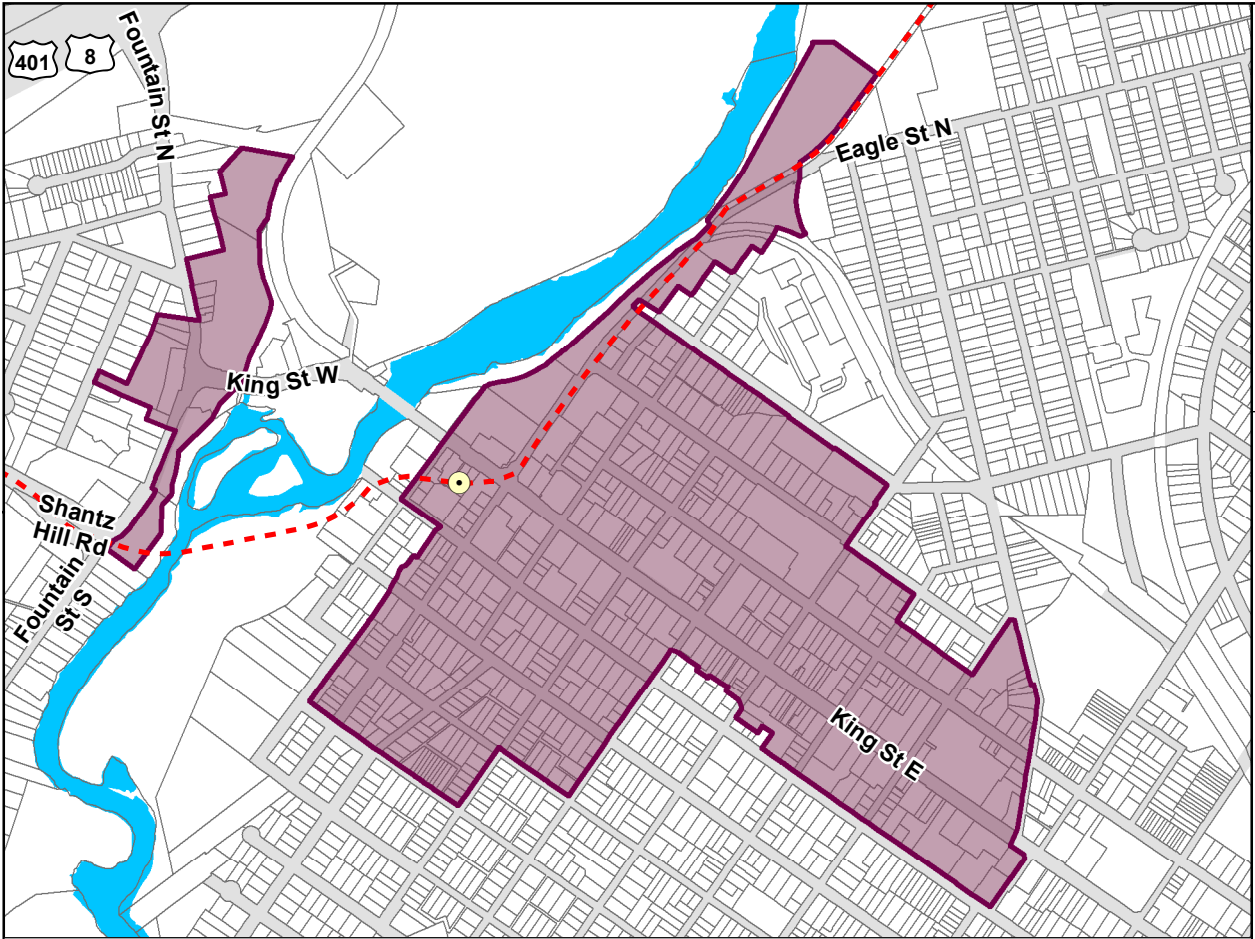 401
8
Fountain St N
Eagle St N
King St W
Shantz
Hill Rd
Fountain
St S
King St E